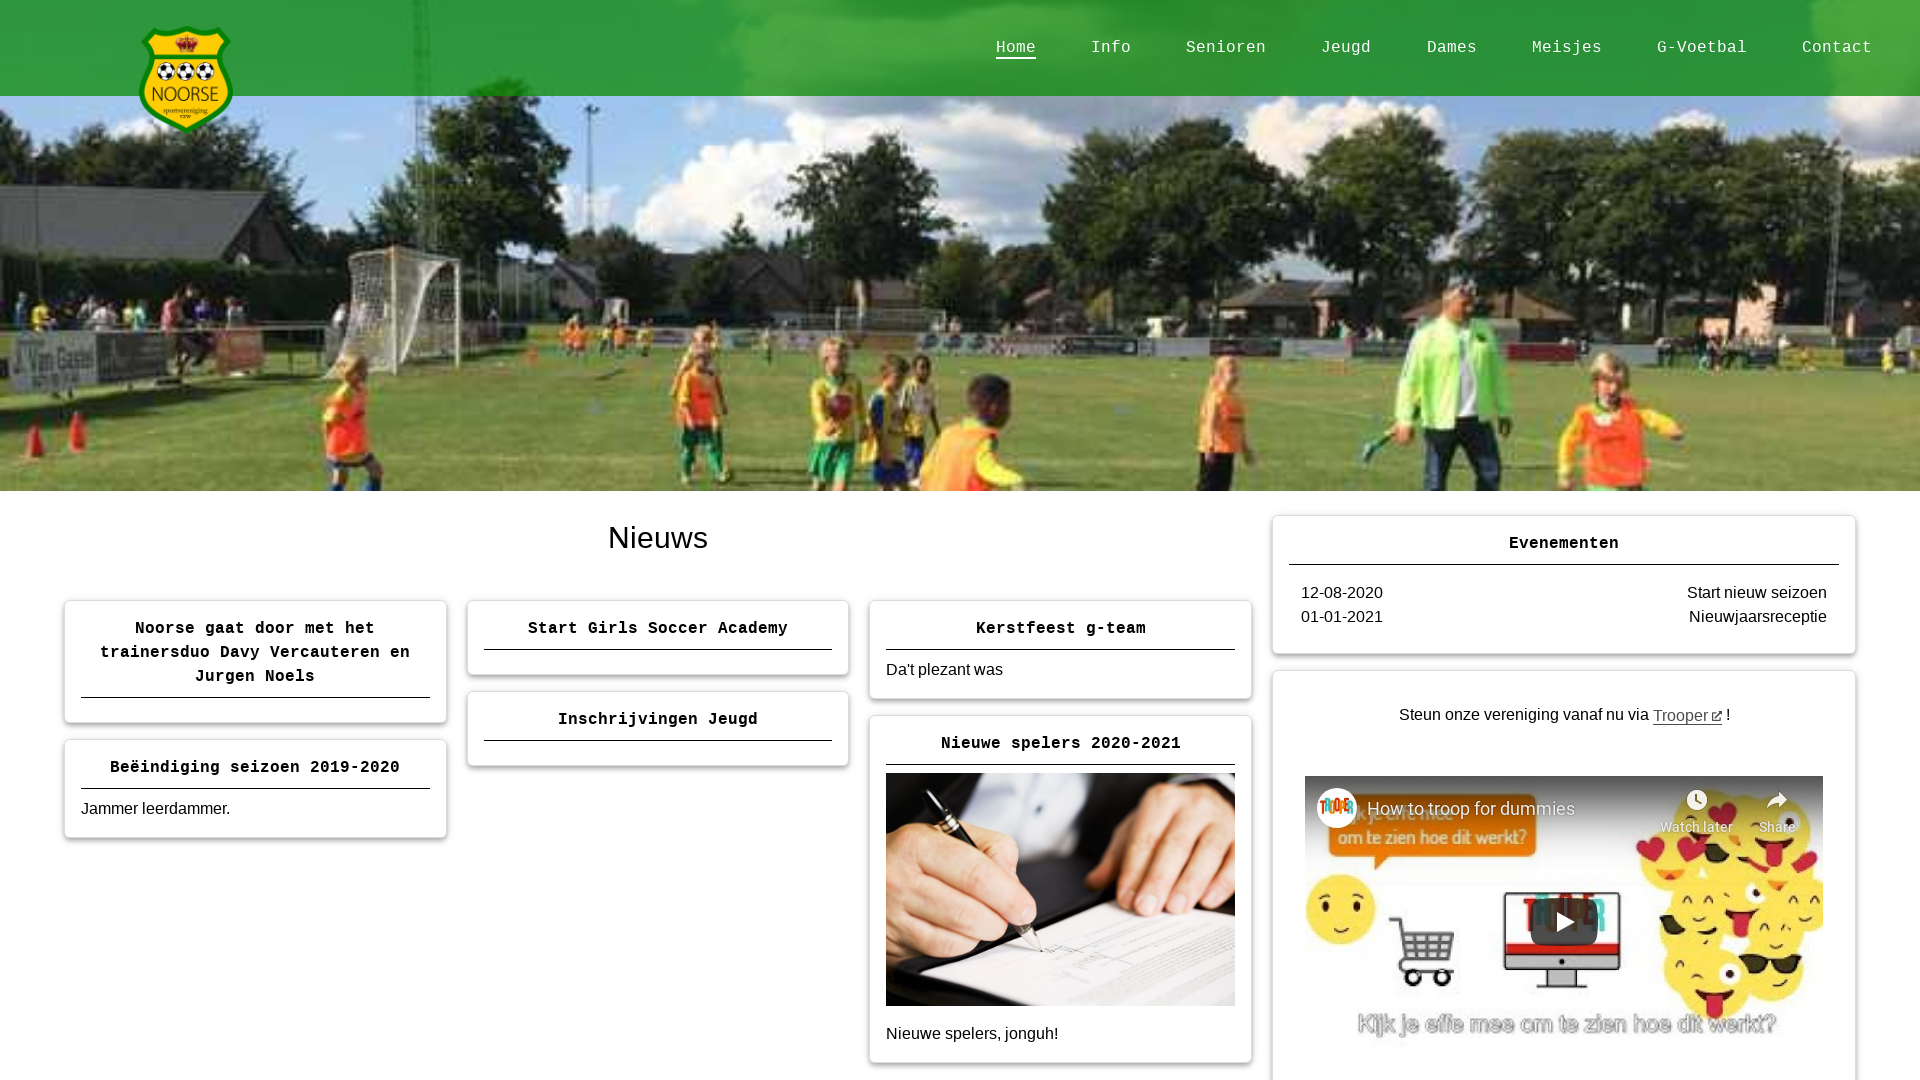 NOORSE
sportvereniging
vzw
Home
Info
Senioren
Jeugd
Dames
Meisjes
G-Voetbal
Contact
Nieuws
Noorse gaat door met het
trainersduo Davy Vercauteren en
Jurgen Noels
Beëindiging seizoen 2019-2020
Jammer leerdammer.
Start Girls Soccer Academy
Inschrijvingen Jeugd
Kerstfeest g-team
Da't plezant was
Nieuwe spelers 2020-2021
Nieuwe spelers, jonguh!
Evenementen
12-08-2020 Start nieuw seizoen
01-01-2021 Nieuwjaarsreceptie
Steun onze vereniging vanaf nu via Trooper !
TROOPER
How to troop for dummies
Watch later
Share
om te zien hoe dit werkt?
Kijk je effe mee om te zien hoe dit werkt?